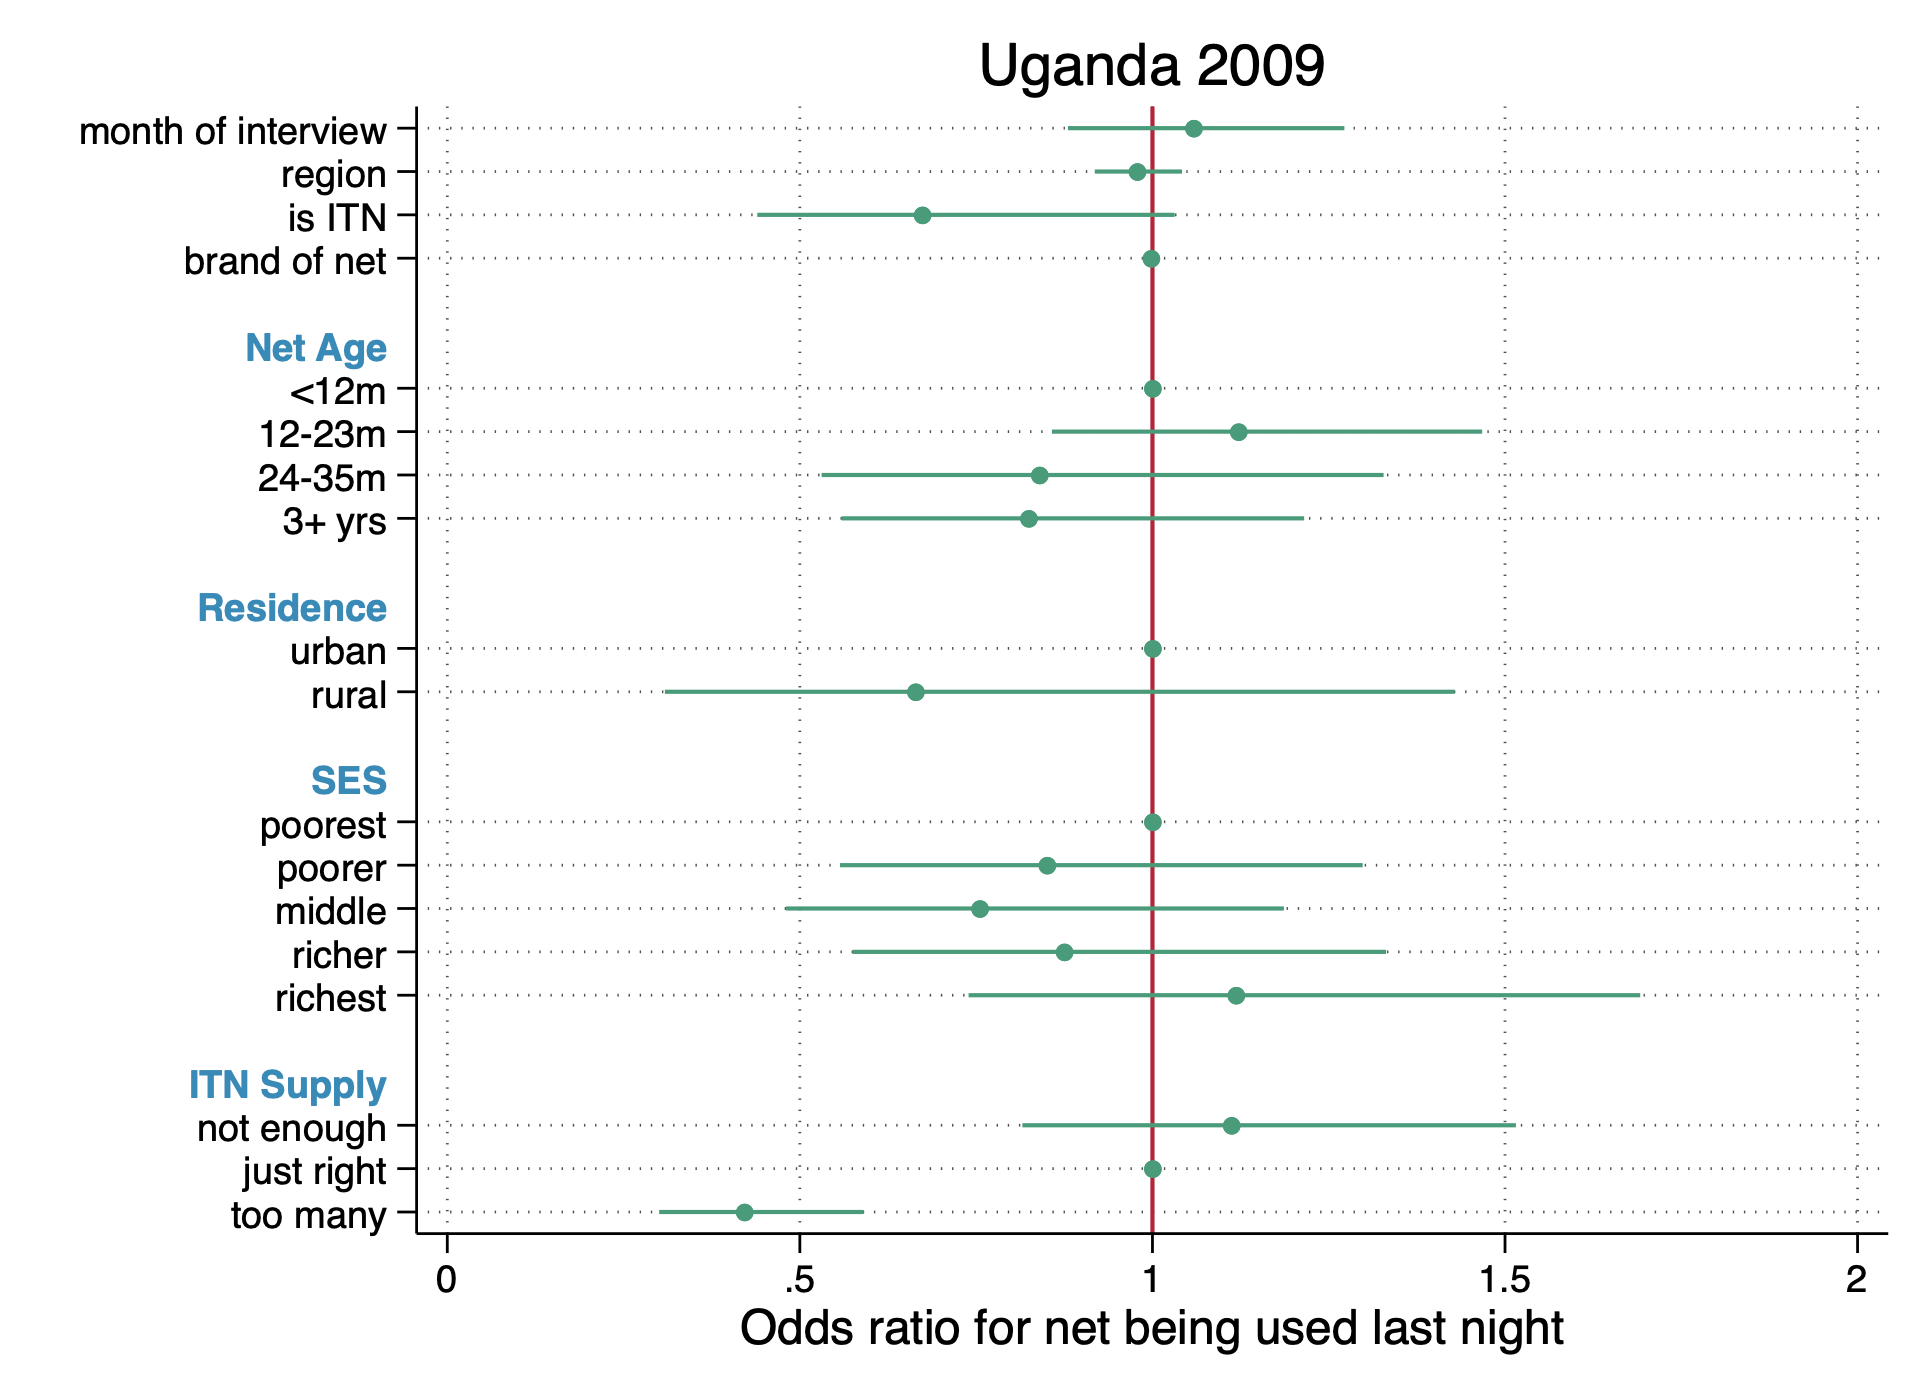 Uganda 2009
month of interview
region
is ITN
brand of net
Net Age
<12m
12-23m
24-35m
3+ yrs
Residence
urban
rural
SES
poorest
poorer
middle
richer
richest
ITN Supply
not enough
just right
too many
0 .5 1 1.5 2
Odds ratio for net being used last night